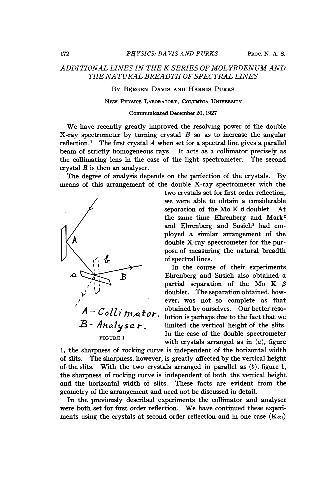 172
PHYSICS: DAVIS AND PURKS
PROC. N. A. S.
ADDITIONAL LINES IN THE K SERIES OF MOLYBDENUM AND
THE NATURAL BREADTH OF SPECTRAL LINES
BY BERGEN DAVIS AND HARRIS PURKS
NEW PHYSICS LABORATORY, COLUMBIA UNIVERSITY
Communicated December 20, 1927
We have recently greatly improved the resolving power of the double
X-ray spectrometer by turning crystal B so as to increase the angular
reflection.¹ The first crystal A when set for a spectral line gives a parallel
beam of strictly homogeneous rays. It acts as a collimator precisely as
the collimating lens in the case of the light spectrometer. The second
crystal B is then an analyser.
The degree of analysis depends on the perfection of the crystals. By
means of this arrangement of the double X-ray spectrometer with the
two crystals set for first order reflection,
we were able to obtain a considerable
separation of the Mo K α doublet. At
the same time Ehrenberg and Mark²
and Ehrenberg and Susich³ had em-
ployed a similar arrangement of the
double X-ray spectrometer for the pur-
pose of measuring the natural breadth
of spectral lines.
In the course of their experiments
Ehrenberg and Susich also obtained a
partial separation of the Mo K β
doublet. The separation obtained, how-
ever, was not so complete as that
obtained by ourselves. Our better reso-
lution is perhaps due to the fact that we
limited the vertical height of the slits.
In the case of the double spectrometer
with crystals arranged as in (a), figure
A
b
a
B
A - Collimator.
B - Analyser.
FIGURE 1
1, the sharpness of rocking curve is independent of the horizontal width
of slits. The sharpness, however, is greatly affected by the vertical height
of the slits. With the two crystals arranged in parallel as (b), figure 1,
the sharpness of rocking curve is independent of both the vertical height
and the horizontal width of slits. These facts are evident from the
geometry of the arrangement and need not be discussed in detail.
In the previously described experiments the collimator and analyser
were both set for first order reflection. We have continued these experi-
ments using the crystals at second order reflection and in one case